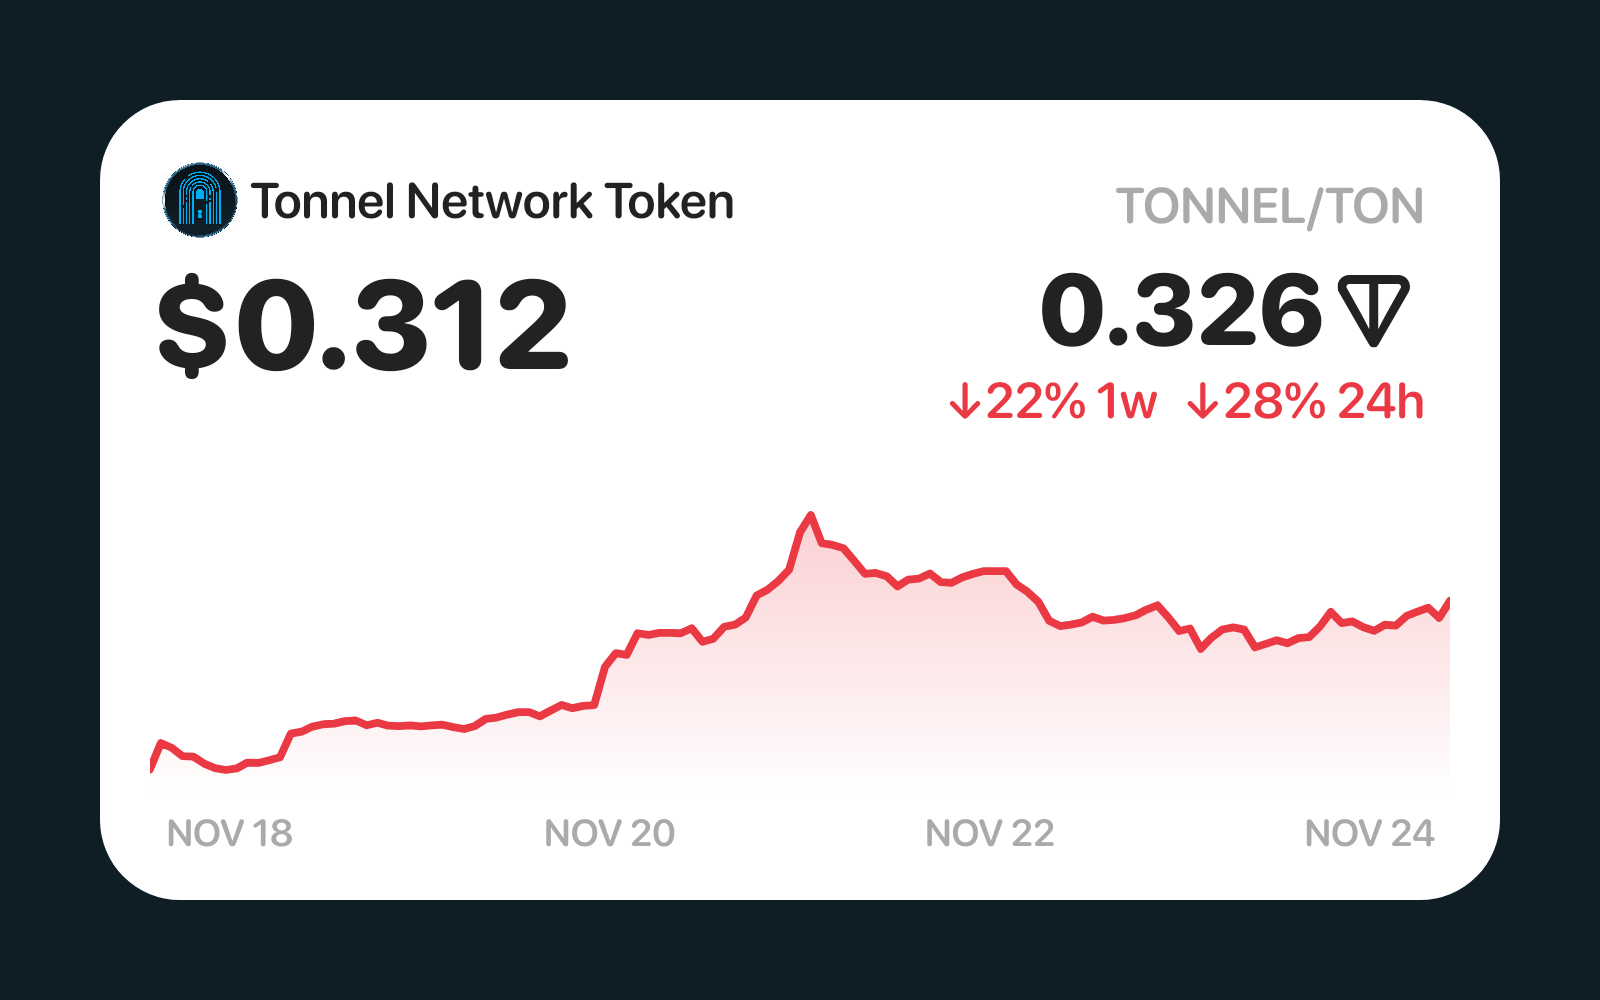 Tonnel Network Token
TONNEL/TON
$0.312
0.326
↓22% 1w ↓28% 24h
NOV 18
NOV 20
NOV 22
NOV 24